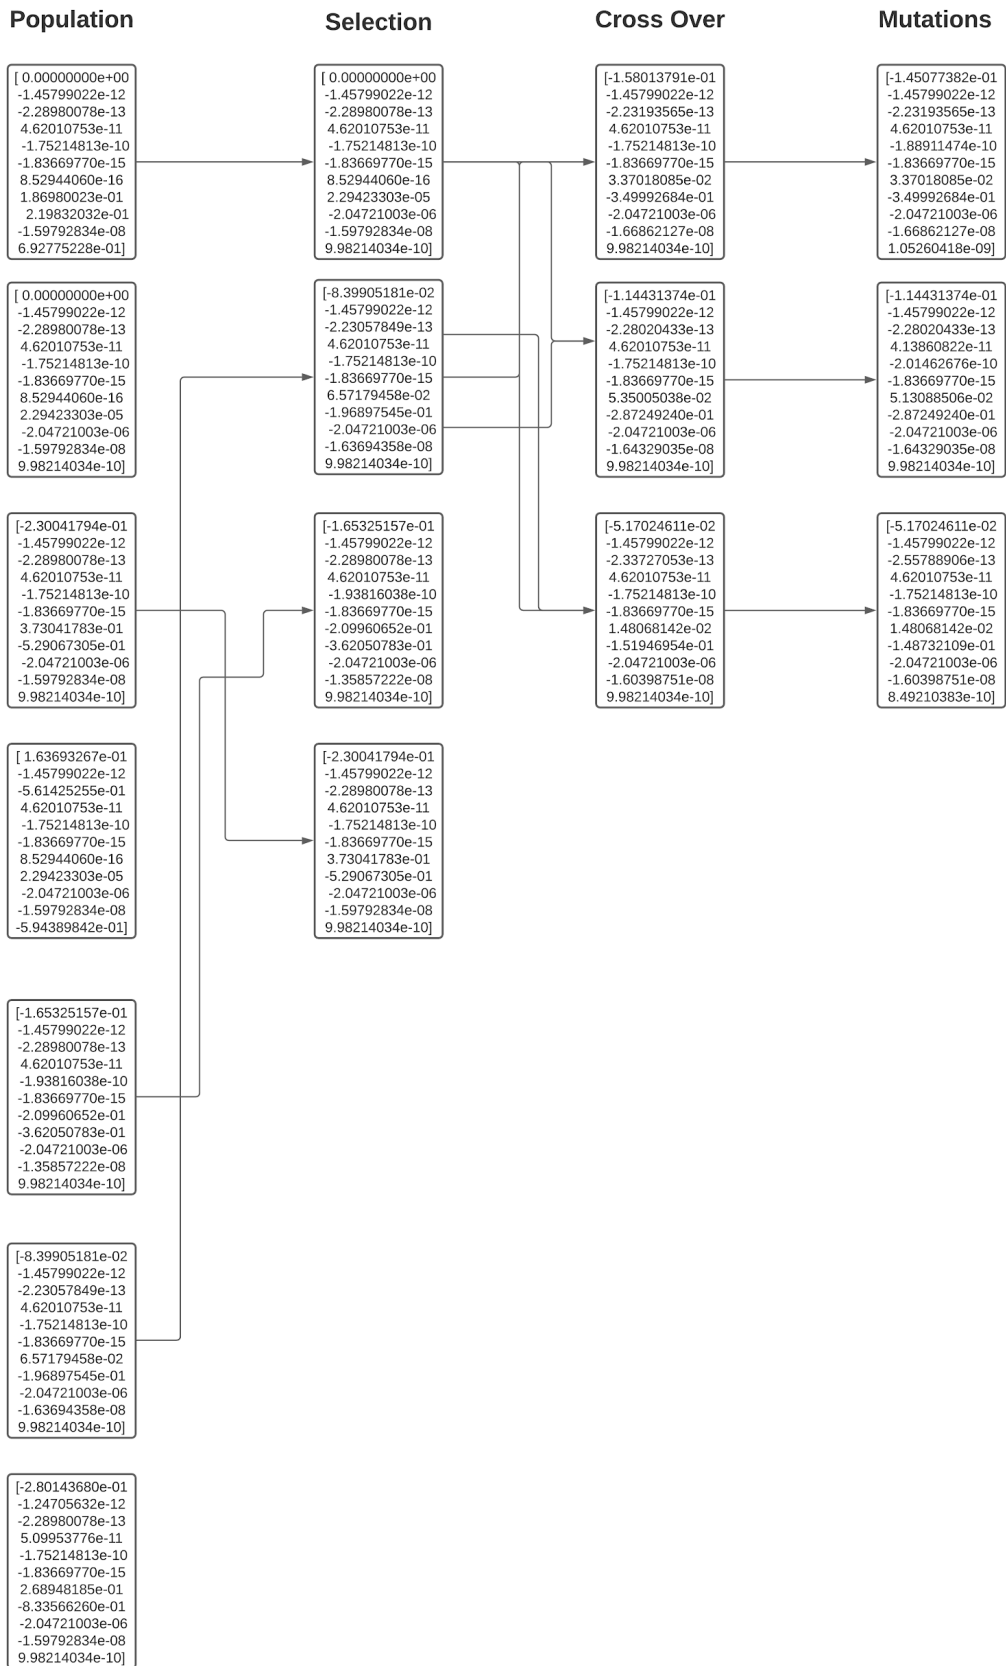 Population
Selection
Cross Over
Mutations
[ 0.00000000e+00
-1.45799022e-12
-2.28980078e-13
4.62010753e-11
-1.75214813e-10
-1.83669770e-15
8.52944060e-16
1.86980023e-01
2.19832032e-01
-1.59792834e-08
6.92775228e-01]
[ 0.00000000e+00
-1.45799022e-12
-2.28980078e-13
4.62010753e-11
-1.75214813e-10
-1.83669770e-15
8.52944060e-16
2.29423303e-05
-2.04721003e-06
-1.59792834e-08
9.98214034e-10]
[-2.30041794e-01
-1.45799022e-12
-2.28980078e-13
4.62010753e-11
-1.75214813e-10
-1.83669770e-15
3.73041783e-01
-5.29067305e-01
-2.04721003e-06
-1.59792834e-08
9.98214034e-10]
[ 1.63693267e-01
-1.45799022e-12
-5.61425255e-01
4.62010753e-11
-1.75214813e-10
-1.83669770e-15
8.52944060e-16
2.29423303e-05
-2.04721003e-06
-1.59792834e-08
-5.94389842e-01]
[-1.65325157e-01
-1.45799022e-12
-2.28980078e-13
4.62010753e-11
-1.93816038e-10
-1.83669770e-15
-2.09960652e-01
-3.62050783e-01
-2.04721003e-06
-1.35857222e-08
9.98214034e-10]
[-8.39905181e-02
-1.45799022e-12
-2.23057849e-13
4.62010753e-11
-1.75214813e-10
-1.83669770e-15
6.57179458e-02
-1.96897545e-01
-2.04721003e-06
-1.63694358e-08
9.98214034e-10]
[-2.80143680e-01
-1.24705632e-12
-2.28980078e-13
5.09953776e-11
-1.75214813e-10
-1.83669770e-15
2.68948185e-01
-8.33566260e-01
-2.04721003e-06
-1.59792834e-08
9.98214034e-10]
[ 0.00000000e+00
-1.45799022e-12
-2.28980078e-13
4.62010753e-11
-1.75214813e-10
-1.83669770e-15
8.52944060e-16
2.29423303e-05
-2.04721003e-06
-1.59792834e-08
9.98214034e-10]
[-8.39905181e-02
-1.45799022e-12
-2.23057849e-13
4.62010753e-11
-1.75214813e-10
-1.83669770e-15
6.57179458e-02
-1.96897545e-01
-2.04721003e-06
-1.63694358e-08
9.98214034e-10]
[-1.65325157e-01
-1.45799022e-12
-2.28980078e-13
4.62010753e-11
-1.93816038e-10
-1.83669770e-15
-2.09960652e-01
-3.62050783e-01
-2.04721003e-06
-1.35857222e-08
9.98214034e-10]
[-2.30041794e-01
-1.45799022e-12
-2.28980078e-13
4.62010753e-11
-1.75214813e-10
-1.83669770e-15
3.73041783e-01
-5.29067305e-01
-2.04721003e-06
-1.59792834e-08
9.98214034e-10]
[-1.58013791e-01
-1.45799022e-12
-2.23193565e-13
4.62010753e-11
-1.75214813e-10
-1.83669770e-15
3.37018085e-02
-3.49992684e-01
-2.04721003e-06
-1.66862127e-08
9.98214034e-10]
[-1.14431374e-01
-1.45799022e-12
-2.28020433e-13
4.62010753e-11
-1.75214813e-10
-1.83669770e-15
5.35005038e-02
-2.87249240e-01
-2.04721003e-06
-1.64329035e-08
9.98214034e-10]
[-5.17024611e-02
-1.45799022e-12
-2.33727053e-13
4.62010753e-11
-1.75214813e-10
-1.83669770e-15
1.48068142e-02
-1.51946954e-01
-2.04721003e-06
-1.60398751e-08
9.98214034e-10]
[-1.45077382e-01
-1.45799022e-12
-2.23193565e-13
4.62010753e-11
-1.88911474e-10
-1.83669770e-15
3.37018085e-02
-3.49992684e-01
-2.04721003e-06
-1.66862127e-08
1.05260418e-09]
[-1.14431374e-01
-1.45799022e-12
-2.28020433e-13
4.13860822e-11
-2.01462676e-10
-1.83669770e-15
5.13088506e-02
-2.87249240e-01
-2.04721003e-06
-1.64329035e-08
9.98214034e-10]
[-5.17024611e-02
-1.45799022e-12
-2.55788906e-13
4.62010753e-11
-1.75214813e-10
-1.83669770e-15
1.48068142e-02
-1.48732109e-01
-2.04721003e-06
-1.60398751e-08
8.49210383e-10]